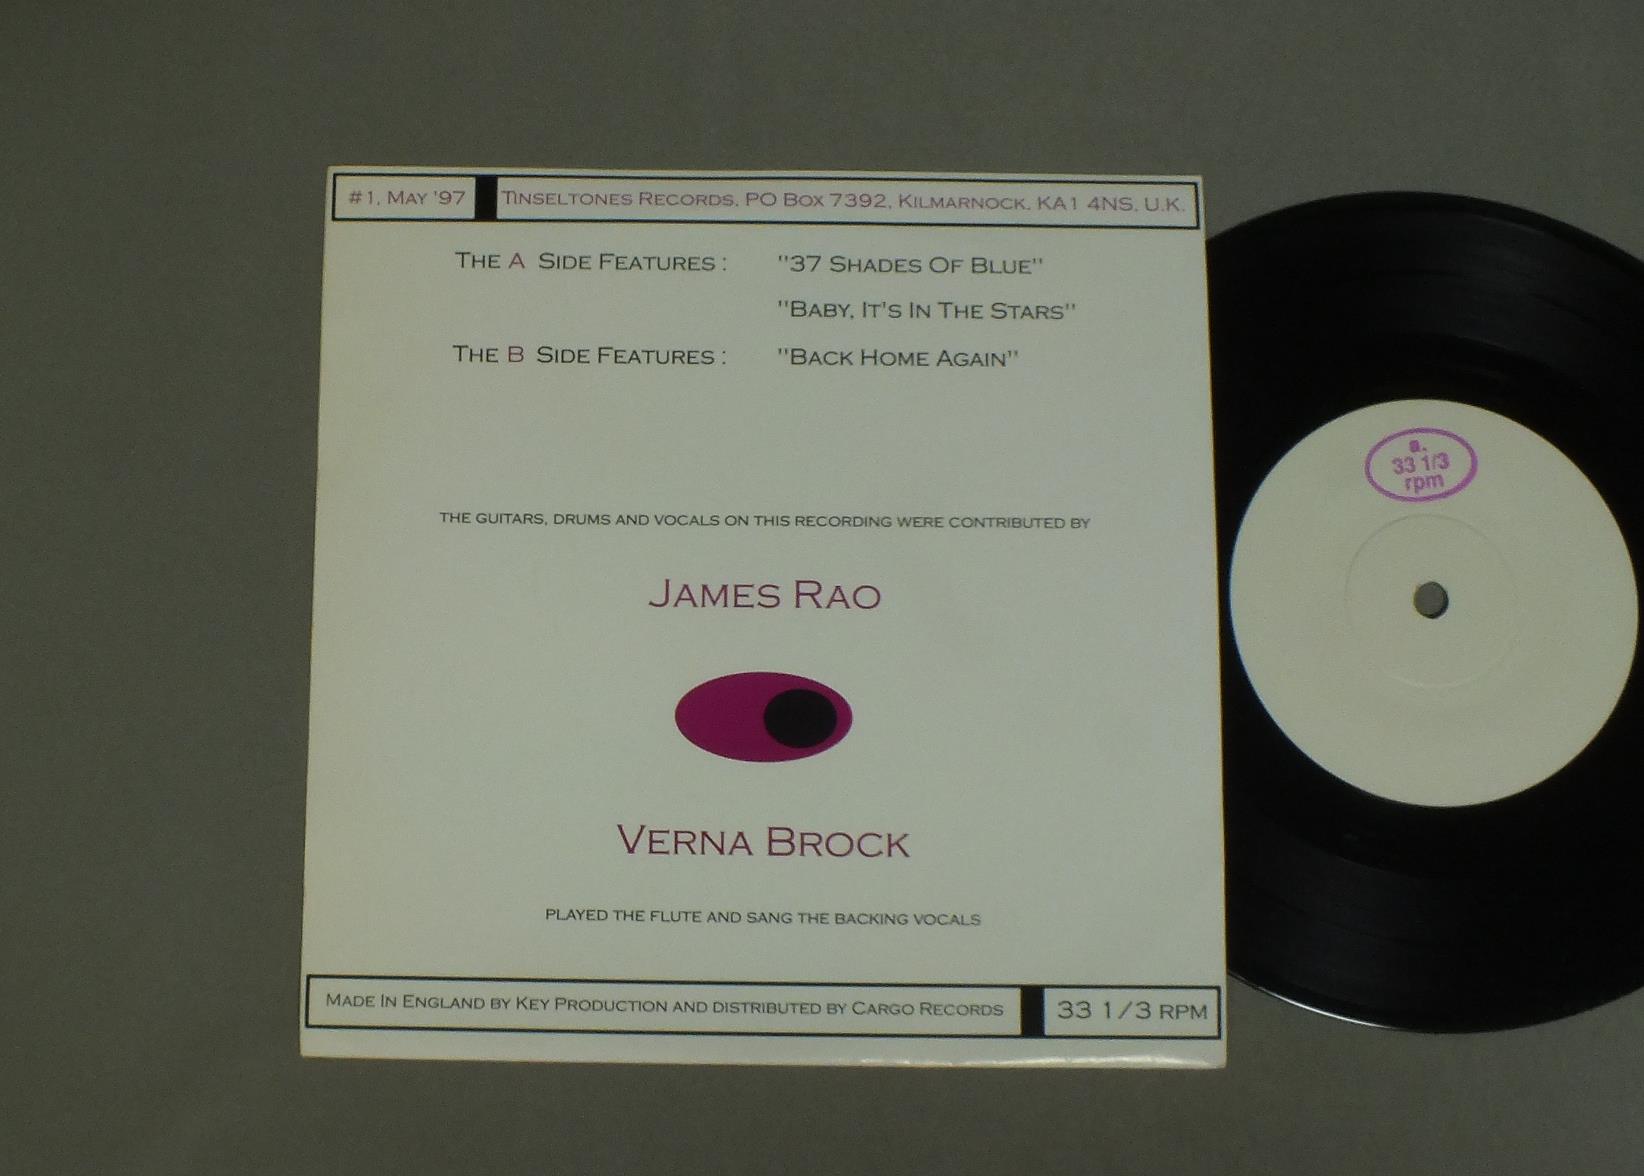 #1, May '97
Tinseltones Records, PO Box 7392, Kilmarnock, KA1 4NS, U.K.
The A Side Features : "37 Shades Of Blue"
"Baby, It's In The Stars"
The B Side Features : "Back Home Again"
THE GUITARS, DRUMS AND VOCALS ON THIS RECORDING WERE CONTRIBUTED BY
James Rao
Verna Brock
PLAYED THE FLUTE AND SANG THE BACKING VOCALS
Made In England by Key Production and distributed by Cargo Records
33 1/3 rpm
a.
33 1/3
rpm